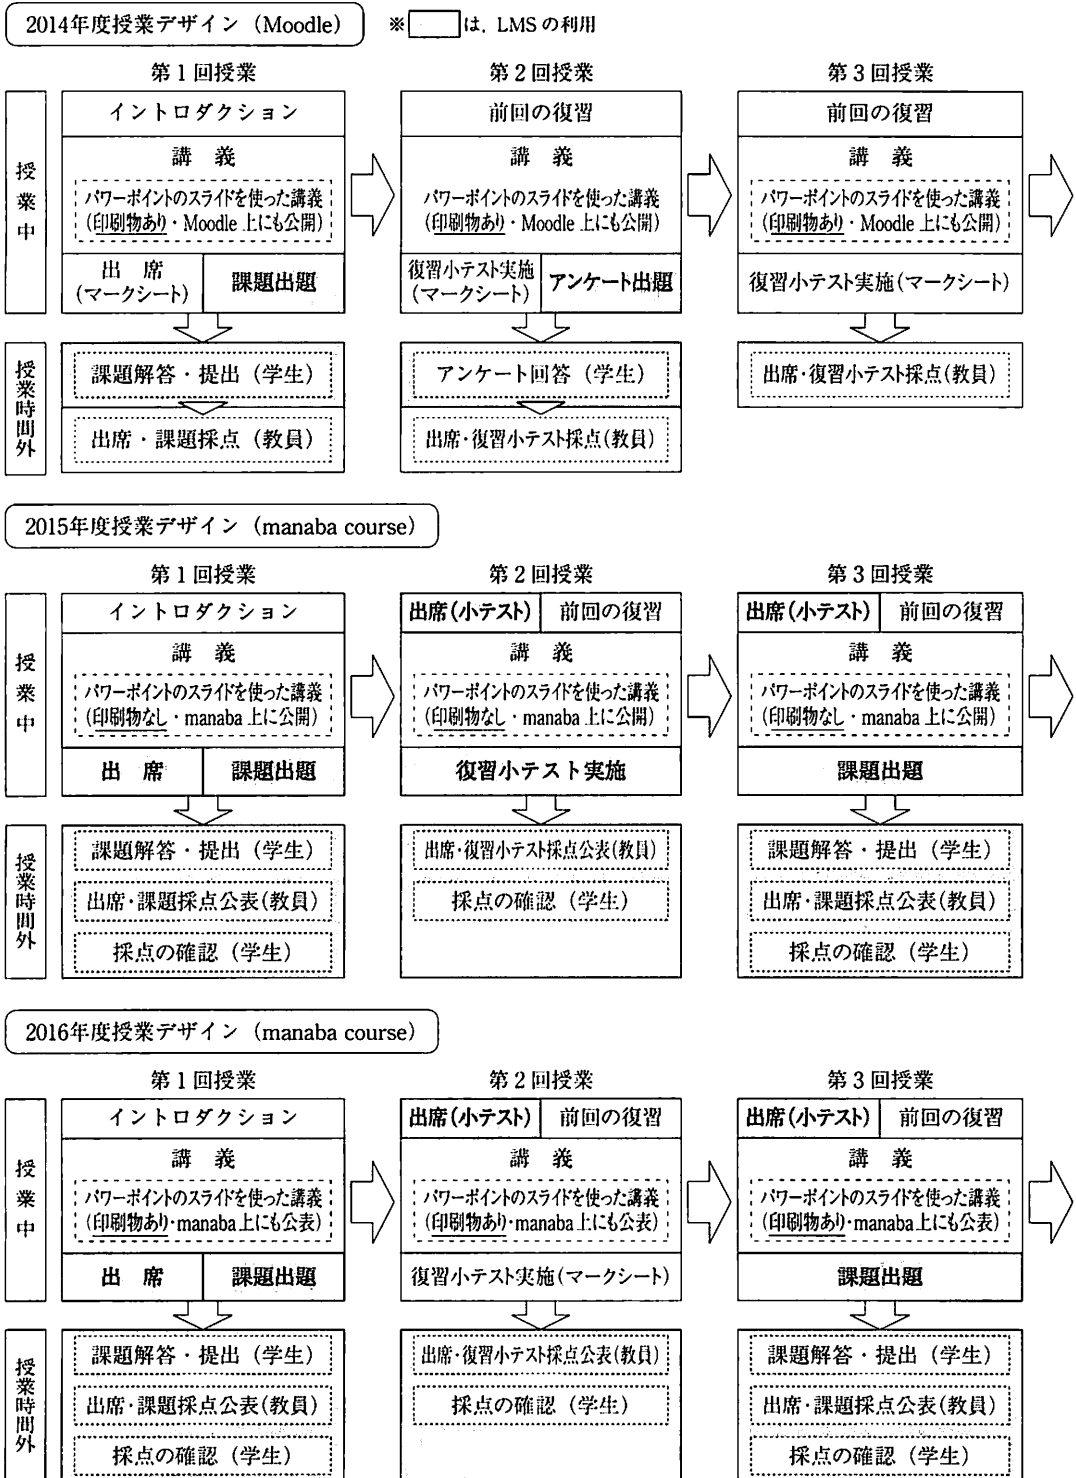 2014年度授業デザイン（Moodle）
※　　は，LMSの利用
第1回授業
第2回授業
第3回授業
授業中
イントロダクション
講　義
パワーポイントのスライドを使った講義
（印刷物あり・Moodle 上にも公開）
出　席
（マークシート）
課題出題
前回の復習
講　義
パワーポイントのスライドを使った講義
（印刷物あり・Moodle 上にも公開）
復習小テスト実施
（マークシート）
アンケート出題
前回の復習
講　義
パワーポイントのスライドを使った講義
（印刷物あり・Moodle 上にも公開）
復習小テスト実施（マークシート）
授業時間外
課題解答・提出（学生）
出席・課題採点（教員）
アンケート回答（学生）
出席・復習小テスト採点（教員）
出席・復習小テスト採点（教員）
2015年度授業デザイン（manaba course）
第1回授業
第2回授業
第3回授業
授業中
イントロダクション
講　義
パワーポイントのスライドを使った講義
（印刷物なし・manaba 上に公開）
出　席
課題出題
出席（小テスト）
前回の復習
講　義
パワーポイントのスライドを使った講義
（印刷物なし・manaba 上に公開）
復習小テスト実施
出席（小テスト）
前回の復習
講　義
パワーポイントのスライドを使った講義
（印刷物なし・manaba 上に公開）
課題出題
授業時間外
課題解答・提出（学生）
出席・課題採点公表（教員）
採点の確認（学生）
出席・復習小テスト採点公表（教員）
採点の確認（学生）
課題解答・提出（学生）
出席・課題採点公表（教員）
採点の確認（学生）
2016年度授業デザイン（manaba course）
第1回授業
第2回授業
第3回授業
授業中
イントロダクション
講　義
パワーポイントのスライドを使った講義
（印刷物あり・manaba上にも公表）
出　席
課題出題
出席（小テスト）
前回の復習
講　義
パワーポイントのスライドを使った講義
（印刷物あり・manaba上にも公表）
復習小テスト実施（マークシート）
出席（小テスト）
前回の復習
講　義
パワーポイントのスライドを使った講義
（印刷物あり・manaba上にも公表）
課題出題
授業時間外
課題解答・提出（学生）
出席・課題採点公表（教員）
採点の確認（学生）
出席・復習小テスト採点公表（教員）
採点の確認（学生）
課題解答・提出（学生）
出席・課題採点公表（教員）
採点の確認（学生）